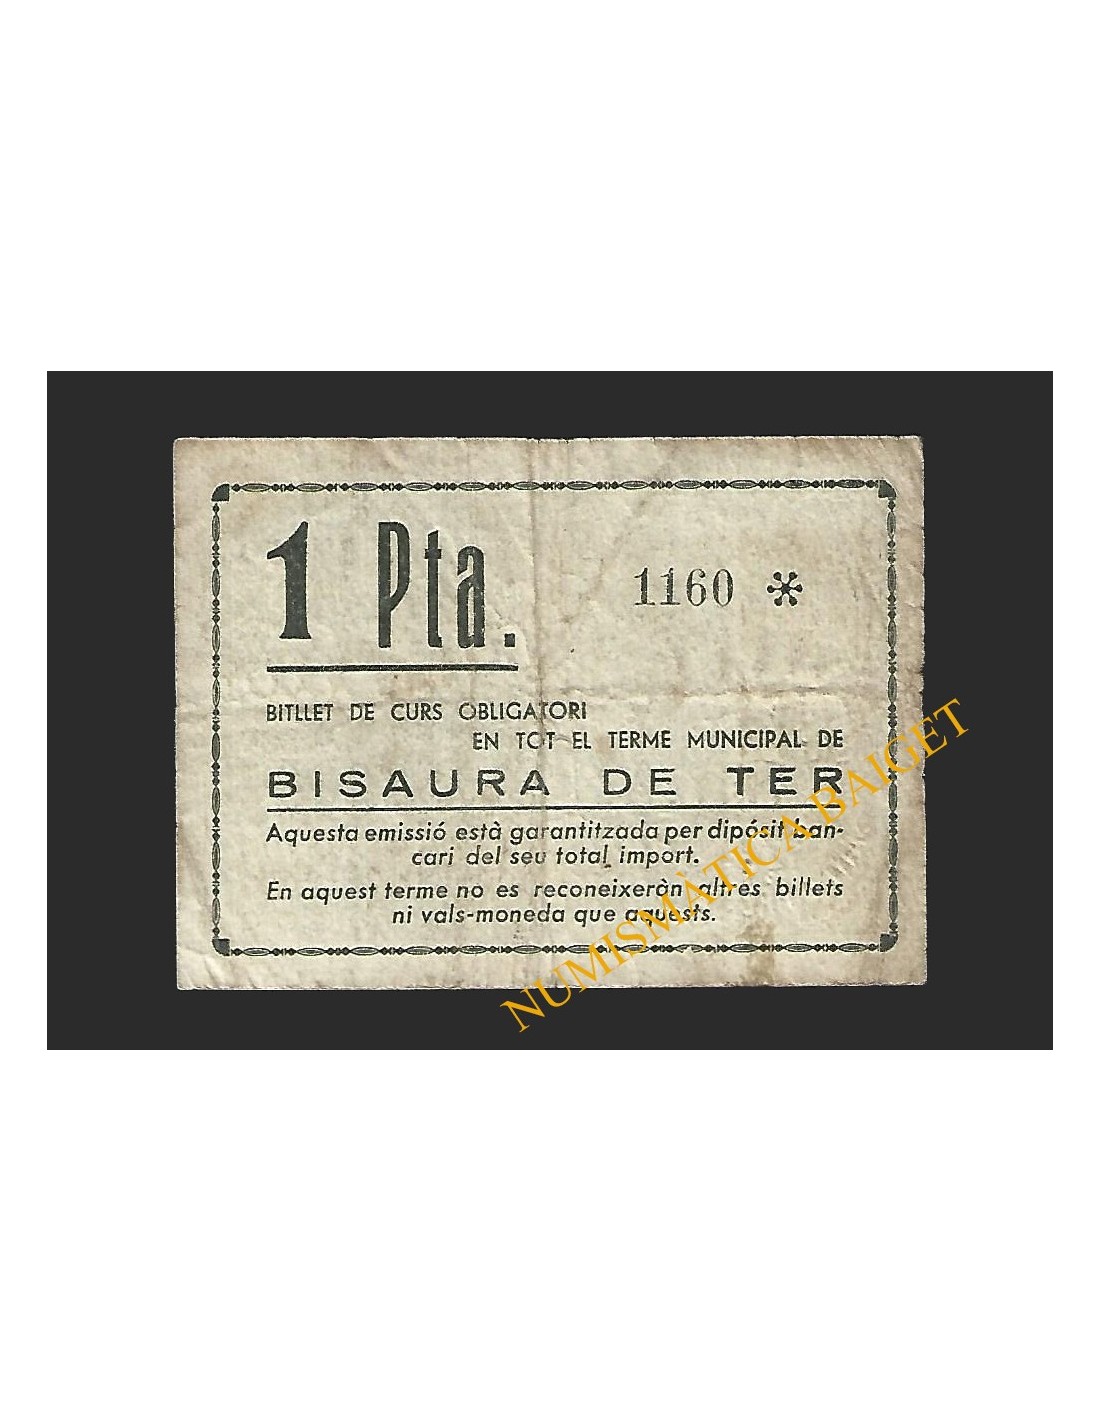 1 Pta.
1160 *
BITLLET DE CURS OBLIGATORI
EN TOT EL TERME MUNICIPAL DE
BISAURA DE TER
Aquesta emissió està garantitzada per dipósit ban-
cari del seu total import.
En aquest terme no es reconeixeràn altres billets
ni vals-moneda que aquests.
NUMISMÀTICA BAIGET